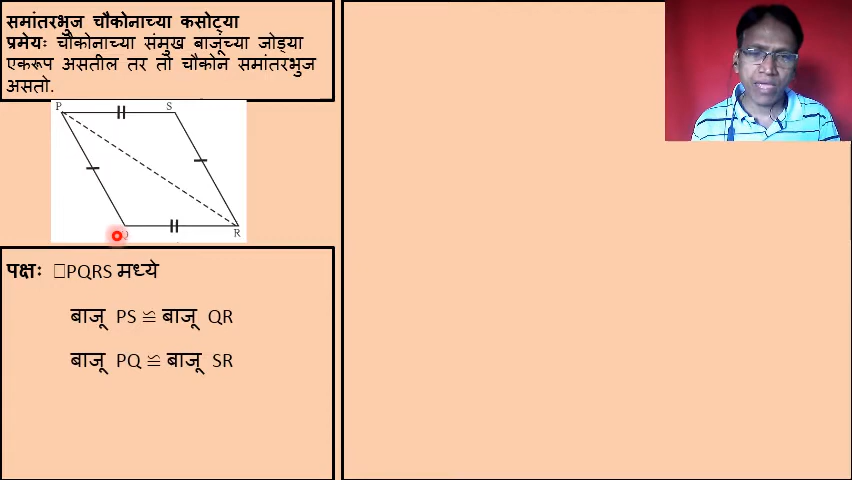 समांतरभुज चौकोनाच्या कसोट्या
प्रमेयः चौकोनाच्या संमुख बाजूंच्या जोड्या
एकरूप असतील तर तो चौकोन समांतरभुज
असतो.
P S
Q R
पक्षः □PQRS मध्ये
बाजू PS ≌ बाजू QR
बाजू PQ ≌ बाजू SR